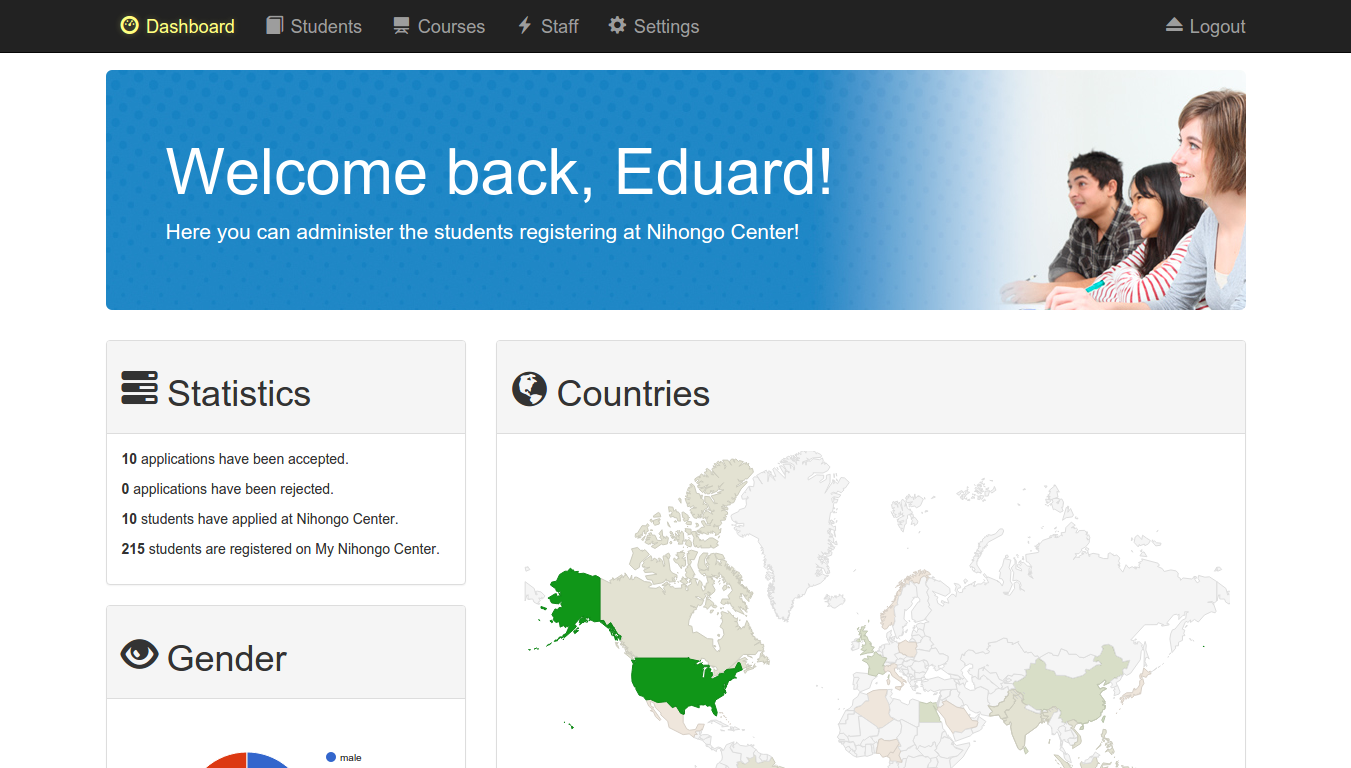 Dashboard Students Courses Staff Settings Logout
Welcome back, Eduard!
Here you can administer the students registering at Nihongo Center!
Statistics
10 applications have been accepted.
0 applications have been rejected.
10 students have applied at Nihongo Center.
215 students are registered on My Nihongo Center.
Gender
male
Countries